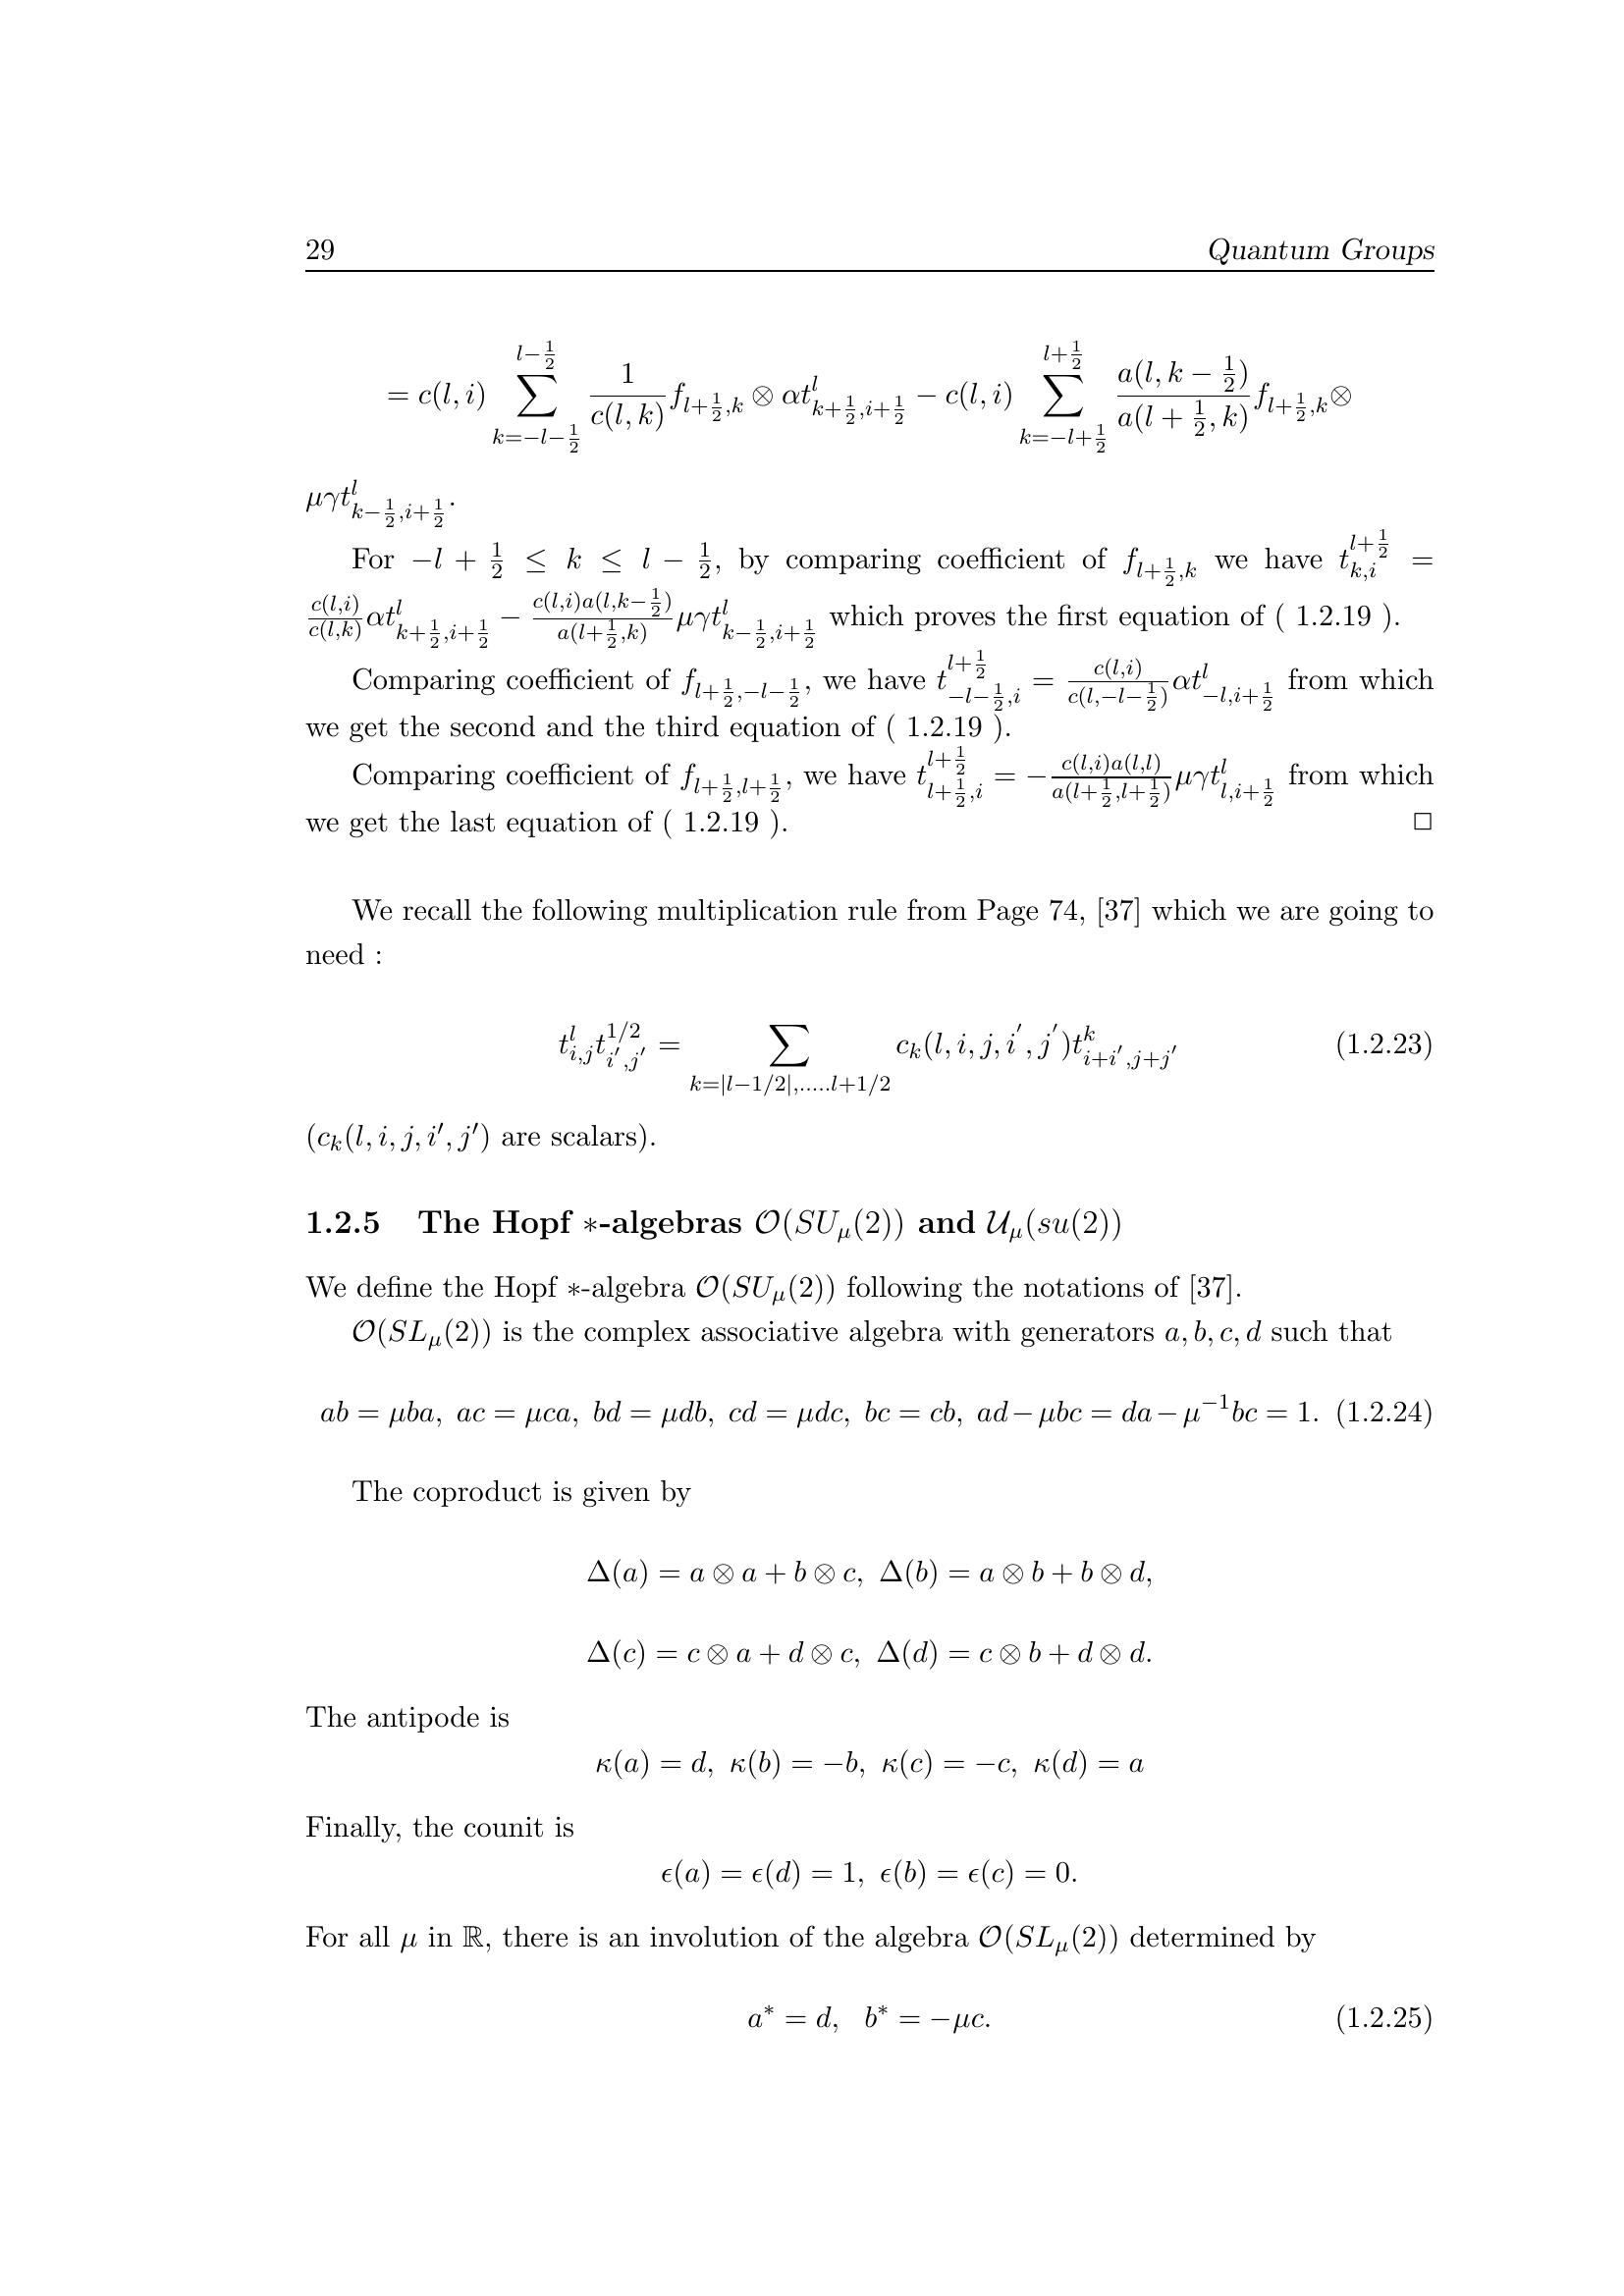 29 Quantum Groups
$= c(l,i) \sum_{k=-l-\frac{1}{2}}^{l-\frac{1}{2}} \frac{1}{c(l,k)} f_{l+\frac{1}{2},k} \otimes \alpha t^{l}_{k+\frac{1}{2},i+\frac{1}{2}} - c(l,i) \sum_{k=-l+\frac{1}{2}}^{l+\frac{1}{2}} \frac{a(l,k-\frac{1}{2})}{a(l+\frac{1}{2},k)} f_{l+\frac{1}{2},k} \otimes$
$\mu\gamma t^{l}_{k-\frac{1}{2},i+\frac{1}{2}}.$
For $-l+\frac{1}{2} \leq k \leq l-\frac{1}{2}$, by comparing coefficient of $f_{l+\frac{1}{2},k}$ we have $t^{l+\frac{1}{2}}_{k,i} =$
$\frac{c(l,i)}{c(l,k)} \alpha t^{l}_{k+\frac{1}{2},i+\frac{1}{2}} - \frac{c(l,i)a(l,k-\frac{1}{2})}{a(l+\frac{1}{2},k)} \mu\gamma t^{l}_{k-\frac{1}{2},i+\frac{1}{2}}$ which proves the first equation of ( 1.2.19 ).
Comparing coefficient of $f_{l+\frac{1}{2},-l-\frac{1}{2}}$, we have $t^{l+\frac{1}{2}}_{-l-\frac{1}{2},i} = \frac{c(l,i)}{c(l,-l-\frac{1}{2})} \alpha t^{l}_{-l,i+\frac{1}{2}}$ from which
we get the second and the third equation of ( 1.2.19 ).
Comparing coefficient of $f_{l+\frac{1}{2},l+\frac{1}{2}}$, we have $t^{l+\frac{1}{2}}_{l+\frac{1}{2},i} = -\frac{c(l,i)a(l,l)}{a(l+\frac{1}{2},l+\frac{1}{2})} \mu\gamma t^{l}_{l,i+\frac{1}{2}}$ from which
we get the last equation of ( 1.2.19 ). □
We recall the following multiplication rule from Page 74, [37] which we are going to
need :
$t^{l}_{i,j} t^{1/2}_{i',j'} = \sum_{k=|l-1/2|,.....l+1/2} c_k(l,i,j,i',j') t^{k}_{i+i',j+j'}$ (1.2.23)
($c_k(l,i,j,i',j')$ are scalars).
1.2.5 The Hopf ∗-algebras $\mathcal{O}(SU_\mu(2))$ and $\mathcal{U}_\mu(su(2))$
We define the Hopf ∗-algebra $\mathcal{O}(SU_\mu(2))$ following the notations of [37].
$\mathcal{O}(SL_\mu(2))$ is the complex associative algebra with generators $a, b, c, d$ such that
$ab = \mu ba,\ ac = \mu ca,\ bd = \mu db,\ cd = \mu dc,\ bc = cb,\ ad - \mu bc = da - \mu^{-1}bc = 1.$ (1.2.24)
The coproduct is given by
$\Delta(a) = a \otimes a + b \otimes c,\ \Delta(b) = a \otimes b + b \otimes d,$
$\Delta(c) = c \otimes a + d \otimes c,\ \Delta(d) = c \otimes b + d \otimes d.$
The antipode is
$\kappa(a) = d,\ \kappa(b) = -b,\ \kappa(c) = -c,\ \kappa(d) = a$
Finally, the counit is
$\epsilon(a) = \epsilon(d) = 1,\ \epsilon(b) = \epsilon(c) = 0.$
For all $\mu$ in $\mathbb{R}$, there is an involution of the algebra $\mathcal{O}(SL_\mu(2))$ determined by
$a^* = d,\ \ b^* = -\mu c.$ (1.2.25)